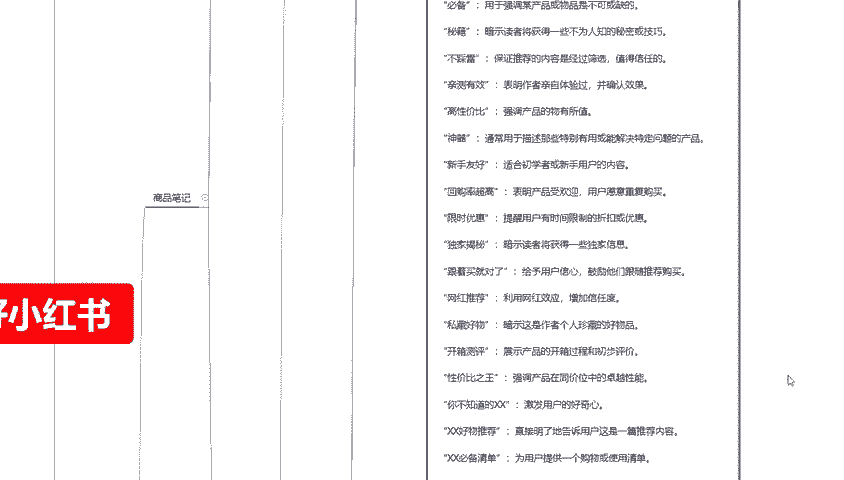 "必备"：用于强调某产品或物品是不可或缺的。
"秘籍"：暗示读者将获得一些不为人知的秘密或技巧。
"不踩雷"：保证推荐的内容是经过筛选，值得信任的。
"亲测有效"：表明作者亲自体验过，并确认效果。
"高性价比"：强调产品的物有所值。
"神器"：通常用于描述那些特别有用或能解决特定问题的产品。
"新手友好"：适合初学者或新手用户的内容。
商品笔记
"回购率超高"：表明产品受欢迎，用户愿意重复购买。
"限时优惠"：提醒用户有时间限制的折扣或优惠。
"独家揭秘"：暗示读者将获得一些独家信息。
"跟着买就对了"：给予用户信心，鼓励他们跟随推荐购买。
"网红推荐"：利用网红效应，增加信任度。
好小红书
"私藏好物"：暗示这是作者个人珍藏的好物品。
"开箱测评"：展示产品的开箱过程和初步评价。
"性价比之王"：强调产品在同价位中的卓越性能。
"你不知道的XX"：激发用户的好奇心。
"XX好物推荐"：直接明了地告诉用户这是一篇推荐内容。
"XX必备清单"：为用户提供一个购物或使用清单。